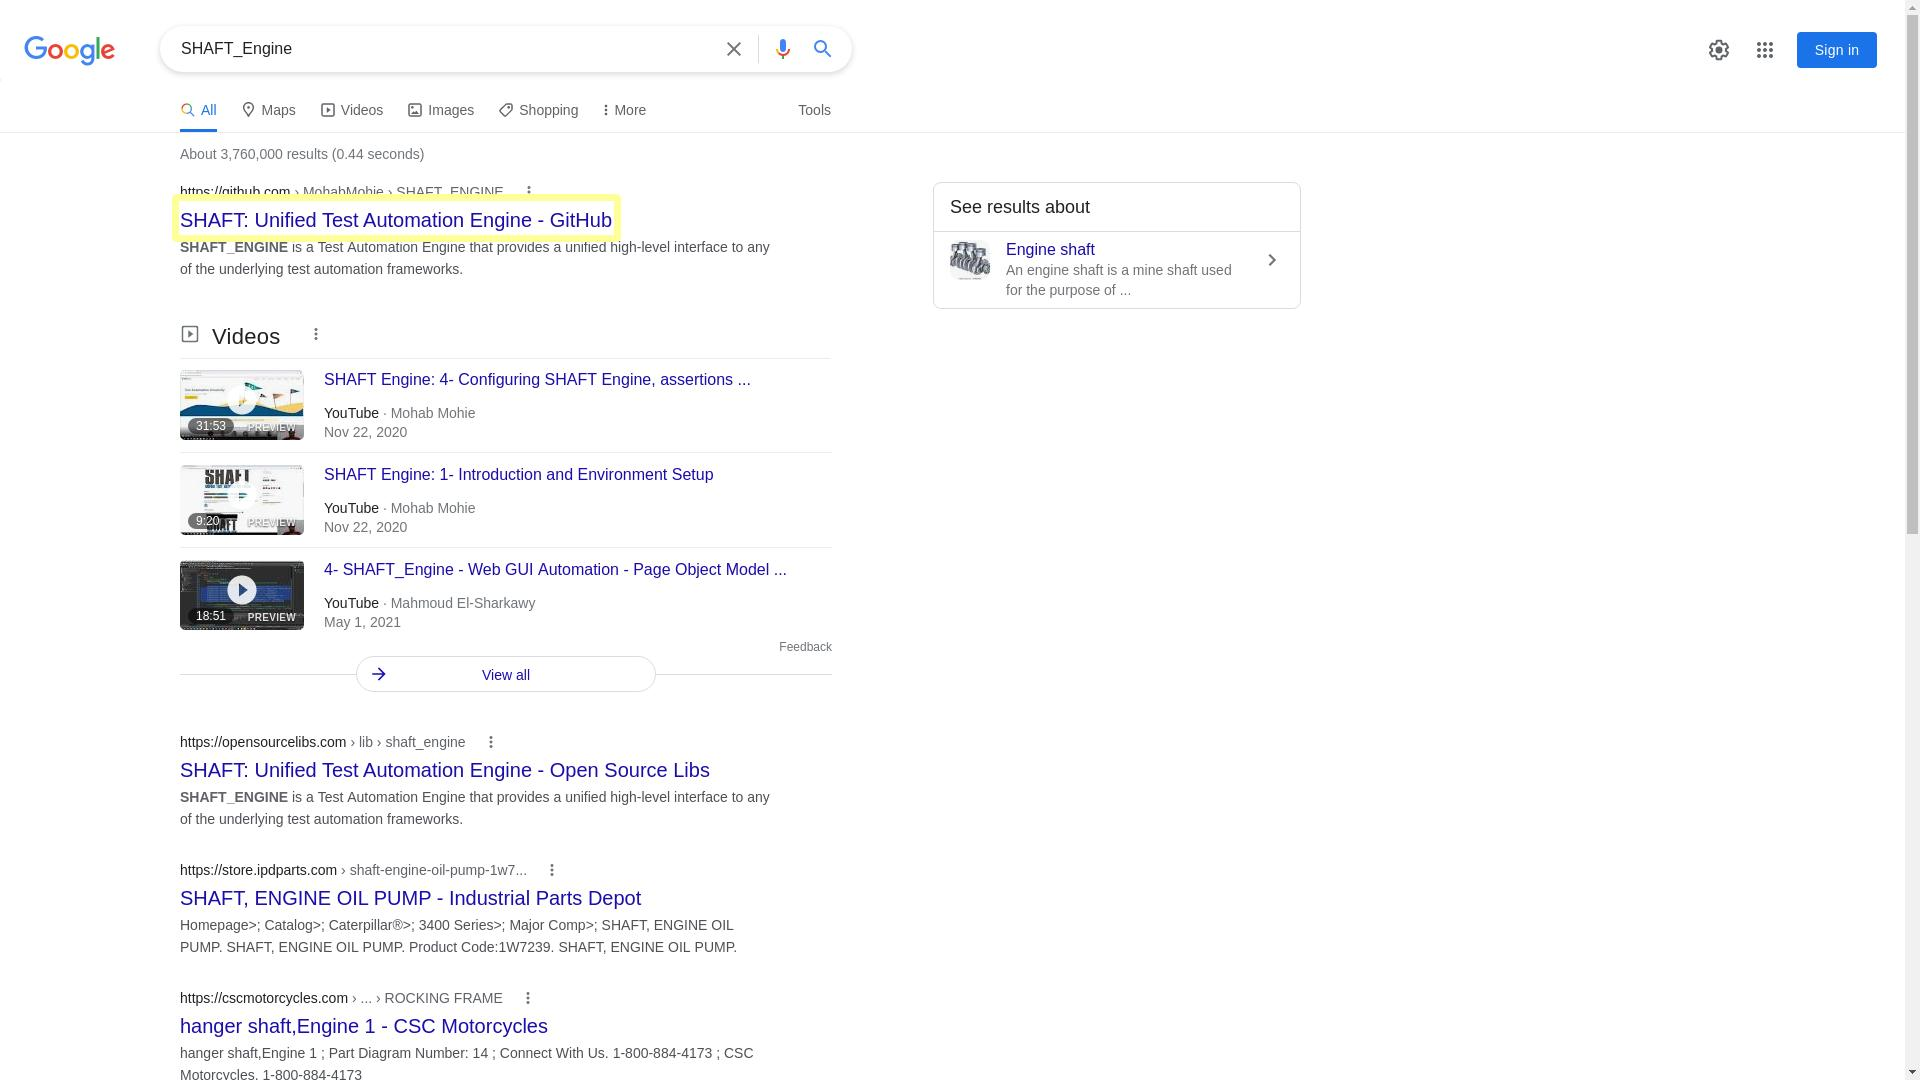 Google
SHAFT_Engine
Sign in
All
Maps
Videos
Images
Shopping
More
Tools
About 3,760,000 results (0.44 seconds)
https://github.com › MohabMohie › SHAFT_ENGINE
SHAFT: Unified Test Automation Engine - GitHub
SHAFT_ENGINE is a Test Automation Engine that provides a unified high-level interface to any
of the underlying test automation frameworks.
See results about
Engine shaft
An engine shaft is a mine shaft used
for the purpose of ...
Videos
SHAFT Engine: 4- Configuring SHAFT Engine, assertions ...
YouTube · Mohab Mohie
Nov 22, 2020
31:53
PREVIEW
SHAFT Engine: 1- Introduction and Environment Setup
YouTube · Mohab Mohie
Nov 22, 2020
SHAFT
9:20
PREVIEW
4- SHAFT_Engine - Web GUI Automation - Page Object Model ...
YouTube · Mahmoud El-Sharkawy
May 1, 2021
18:51
PREVIEW
Feedback
View all
https://opensourcelibs.com › lib › shaft_engine
SHAFT: Unified Test Automation Engine - Open Source Libs
SHAFT_ENGINE is a Test Automation Engine that provides a unified high-level interface to any
of the underlying test automation frameworks.
https://store.ipdparts.com › shaft-engine-oil-pump-1w7...
SHAFT, ENGINE OIL PUMP - Industrial Parts Depot
Homepage>; Catalog>; Caterpillar®>; 3400 Series>; Major Comp>; SHAFT, ENGINE OIL
PUMP. SHAFT, ENGINE OIL PUMP. Product Code:1W7239. SHAFT, ENGINE OIL PUMP.
https://cscmotorcycles.com › ... › ROCKING FRAME
hanger shaft,Engine 1 - CSC Motorcycles
hanger shaft,Engine 1 ; Part Diagram Number: 14 ; Connect With Us. 1-800-884-4173 ; CSC
Motorcycles. 1-800-884-4173